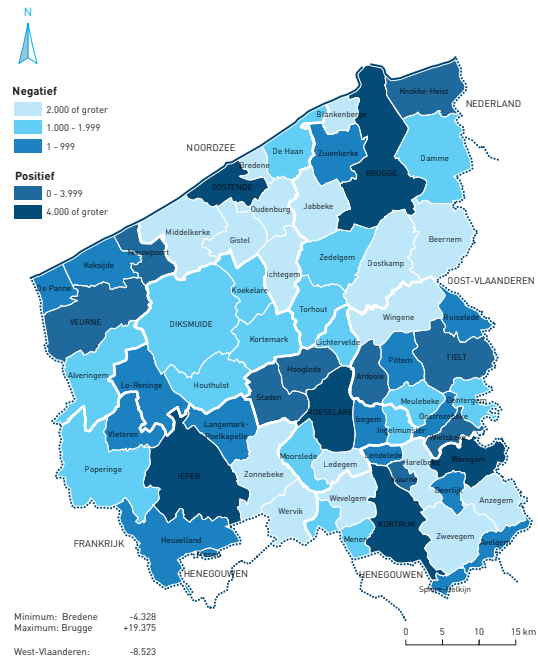 N
Negatief
2.000 of groter
1.000 - 1.999
1 - 999
Positief
0 - 3.999
4.000 of groter
Knokke-Heist
NEDERLAND
Blankenberge
NOORDZEE
De Haan
Zuienkerke
Damme
Bredene
BRUGGE
OOSTENDE
Oudenburg
Jabbeke
Middelkerke
Gistel
Beernem
Nieuwpoort
Zedelgem
Oostkamp
Koksijde
Ichtegem
De Panne
OOST-VLAANDEREN
Koekelare
Torhout
Wingene
Ruiselede
VEURNE
DIKSMUIDE
Kortemark
Lichtervelde
TIELT
Pittem
Hooglede
Alveringem
Ardooie
Lo-Reninge
Houthulst
Staden
Meulebeke
Dentergem
ROESELARE
Oostrozebeke
Izegem
Langemark-
Poelkapelle
Ingelmunster
Vleteren
Wielsbeke
Moorslede
Lendelede
Waregem
Ledegem
Harelbeke
Poperinge
IEPER
Zonnebeke
Kuurne
Deerlijk
Wevelgem
Anzegem
Wervik
KORTRIJK
Zwevegem
Menen
Avelgem
FRANKRIJK
Heuvelland
HENEGOUWEN
HENEGOUWEN
Spiere-Helkijn
Minimum: Bredene -4.328
Maximum: Brugge +19.375
West-Vlaanderen: -8.523
0 5 10 15 km